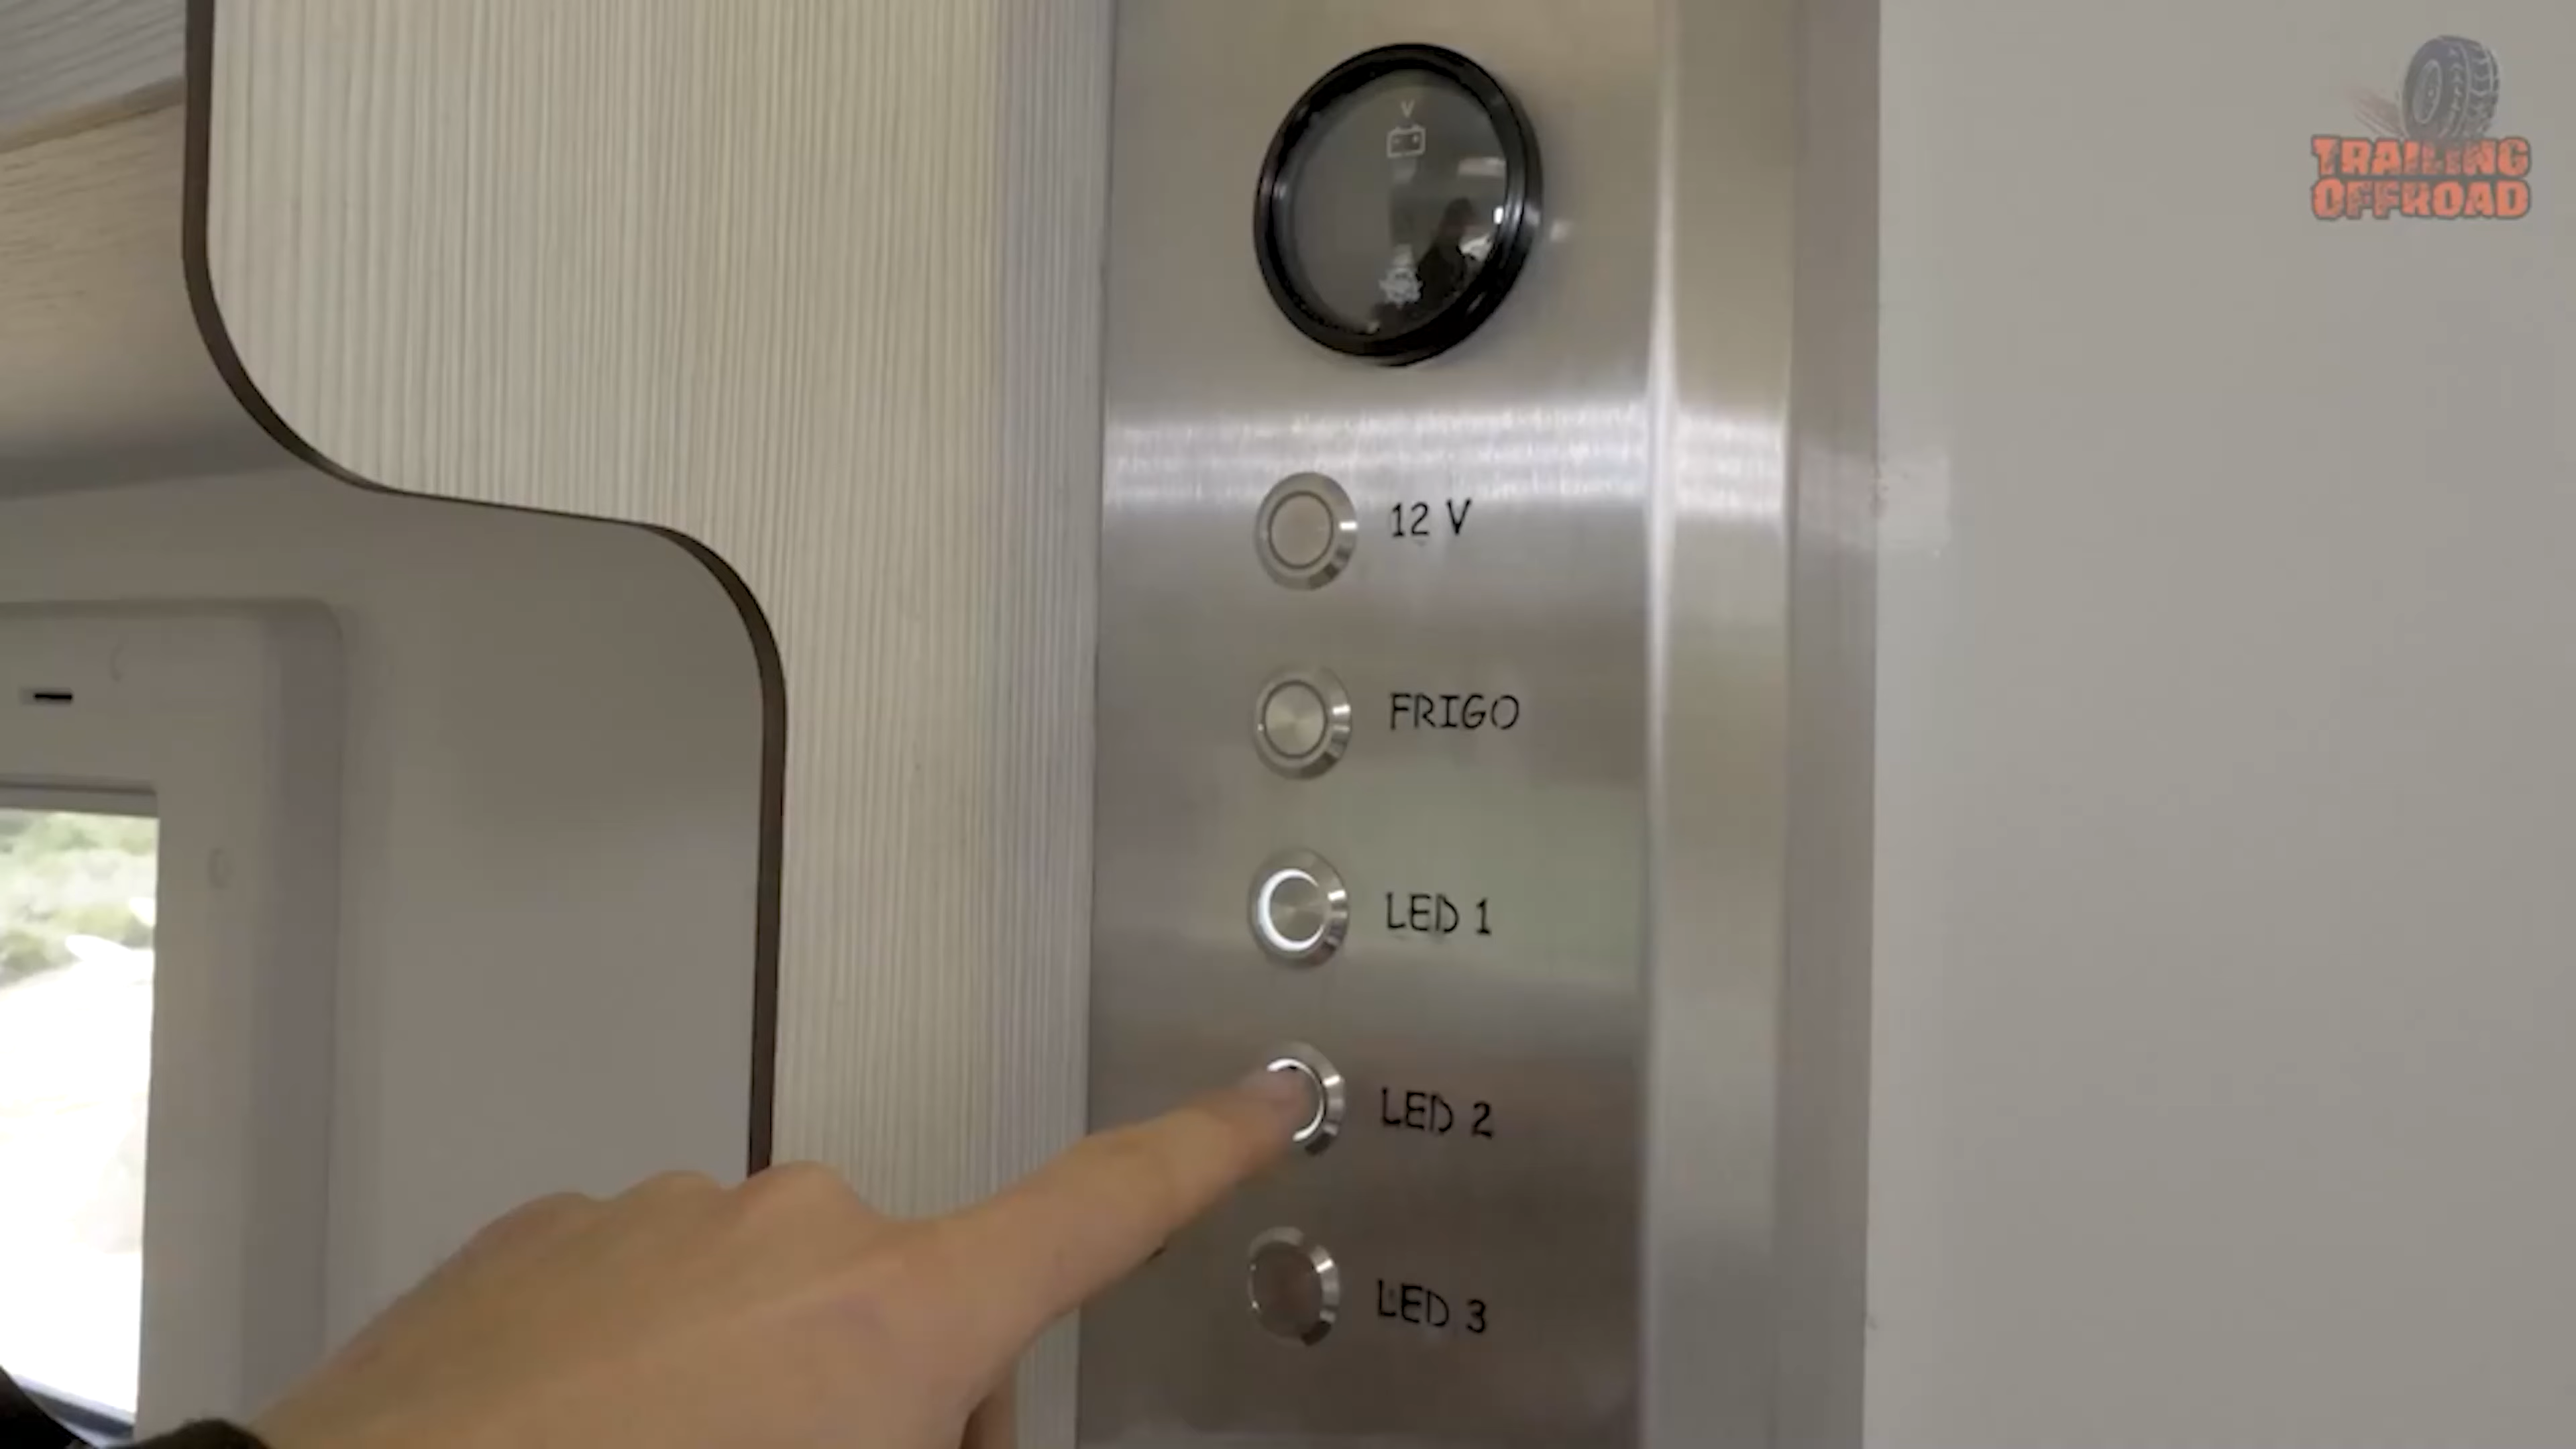 V
TRAILING
OFFROAD
12 V
FRIGO
LED 1
LED 2
LED 3